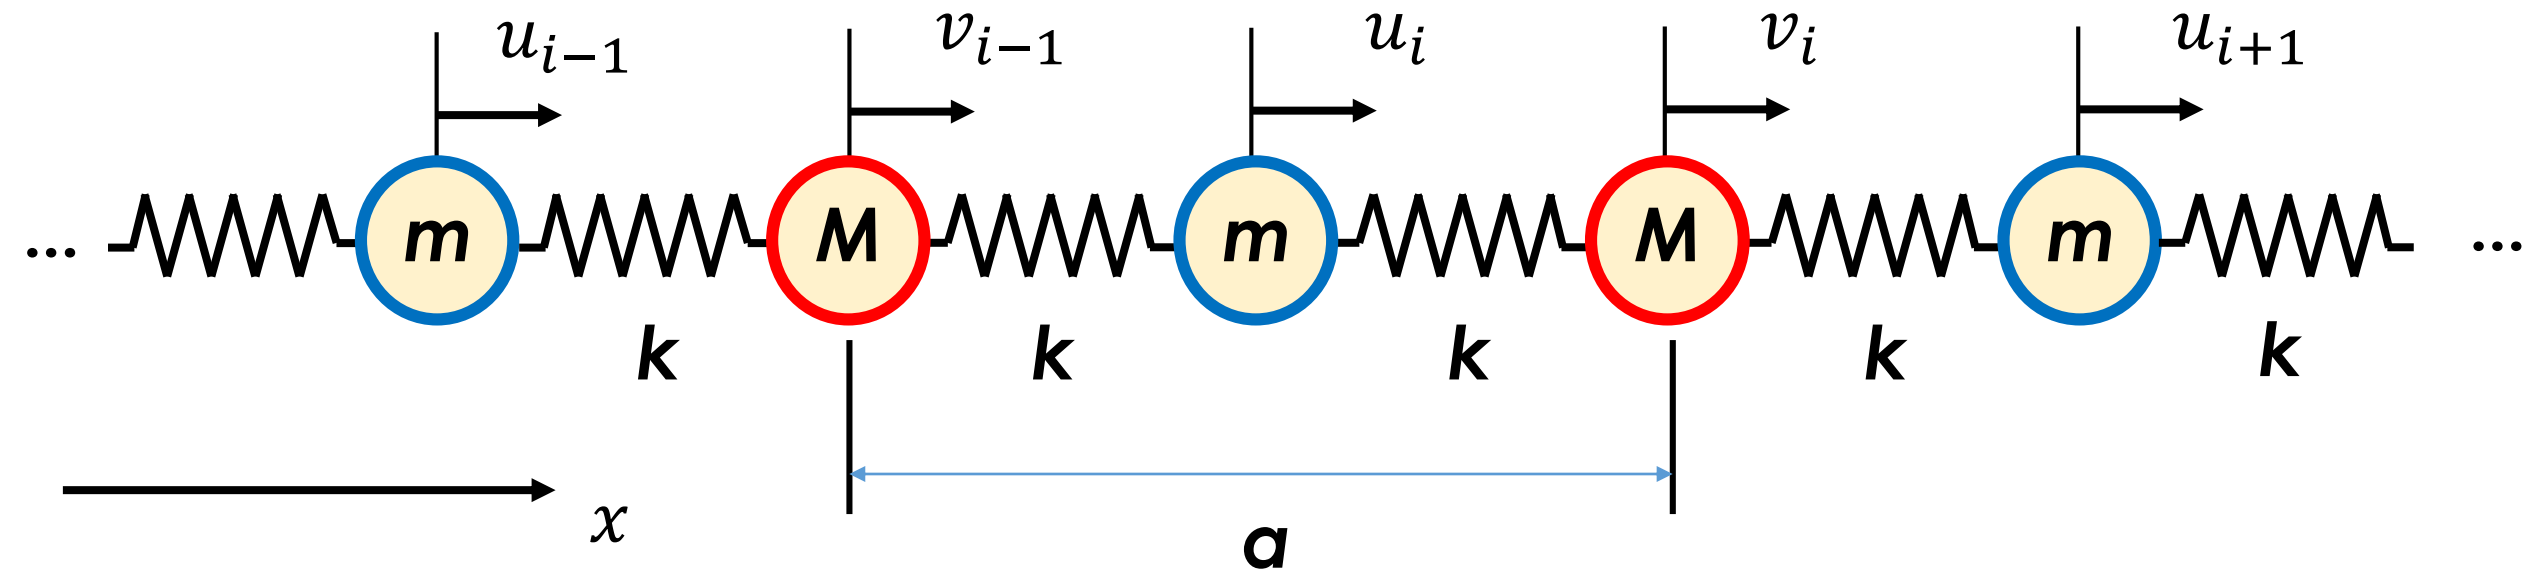 u_{i−1} v_{i−1} u_i v_i u_{i+1}
... m M m M m ...
k k k k k
x
a